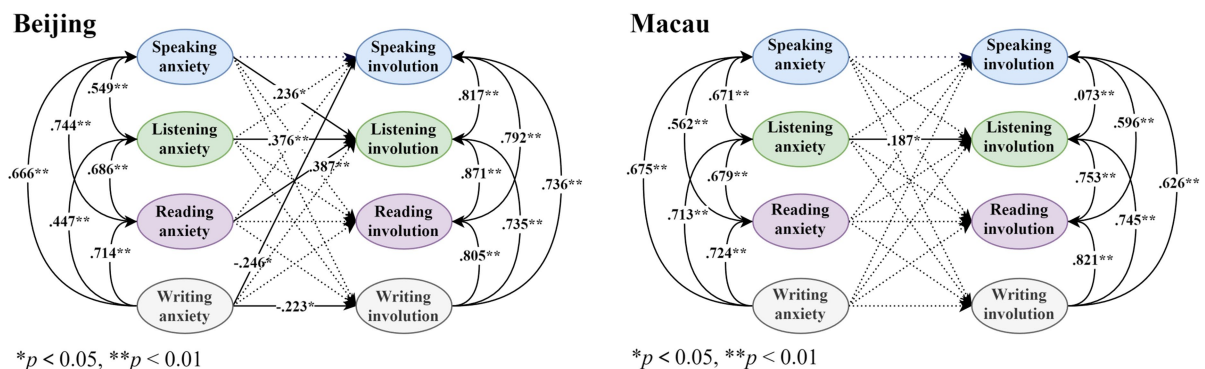 Beijing
Speaking
anxiety
Speaking
involution
.549**
.236*
.817**
.744**
Listening
anxiety
.376**
Listening
involution
.792**
.666**
.686**
.387**
.871**
.736**
.447**
Reading
anxiety
Reading
involution
.735**
.714**
-.246*
.805**
Writing
anxiety
-.223*
Writing
involution
*p < 0.05, **p < 0.01
Macau
Speaking
anxiety
Speaking
involution
.671**
.073**
.562**
Listening
anxiety
.187*
Listening
involution
.596**
.675**
.679**
.753**
.626**
.713**
Reading
anxiety
Reading
involution
.745**
.724**
.821**
Writing
anxiety
Writing
involution
*p < 0.05, **p < 0.01